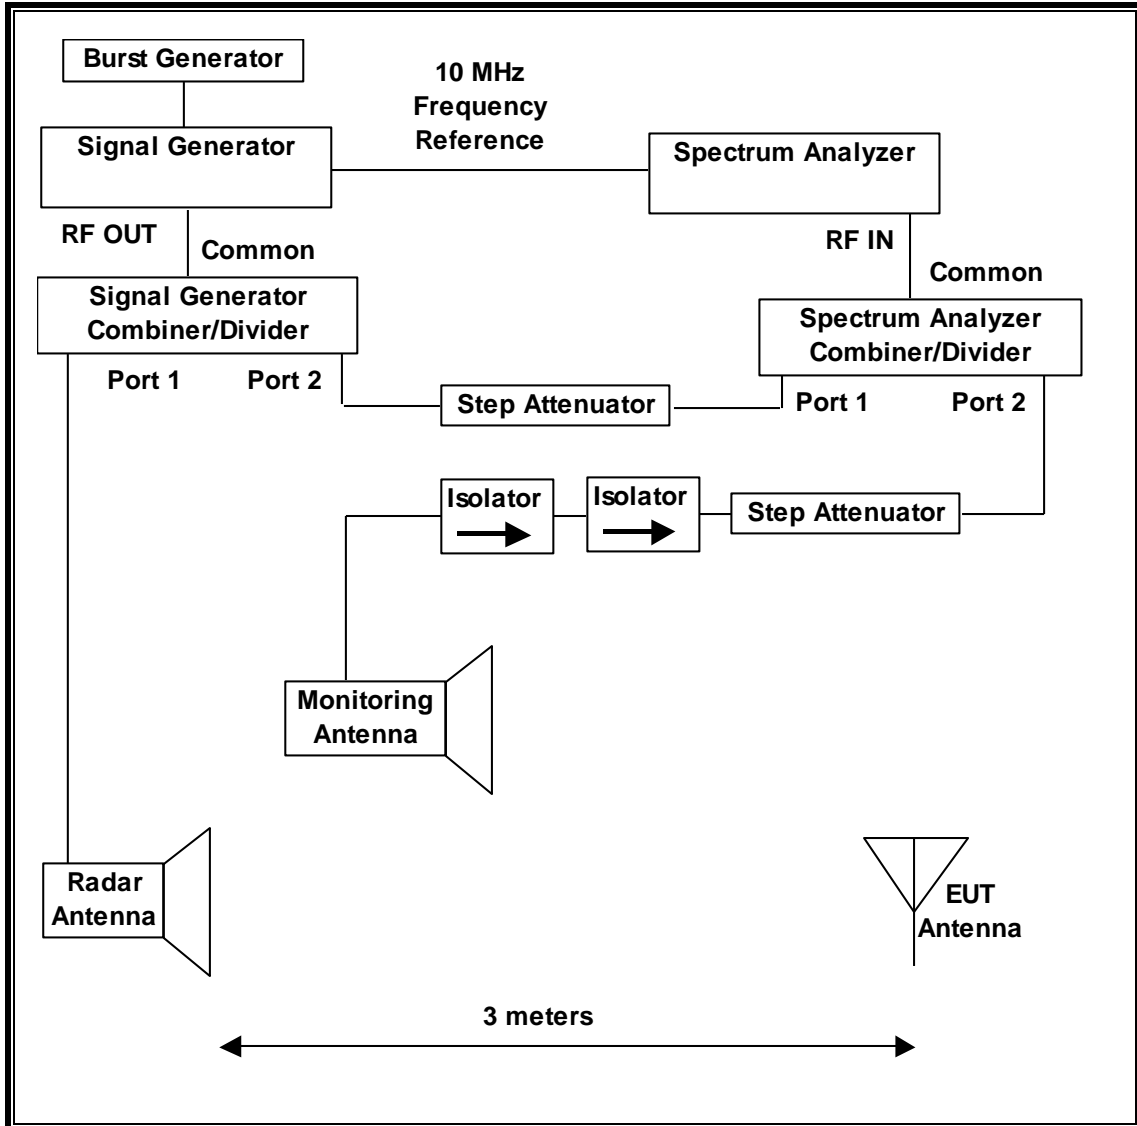 Burst Generator
10 MHz
Frequency
Reference
Signal Generator
Spectrum Analyzer
RF OUT
Common
RF IN
Common
Signal Generator
Combiner/Divider
Spectrum Analyzer
Combiner/Divider
Port 1
Port 2
Step Attenuator
Port 1
Port 2
Isolator
Isolator
Step Attenuator
Monitoring
Antenna
Radar
Antenna
EUT
Antenna
3 meters